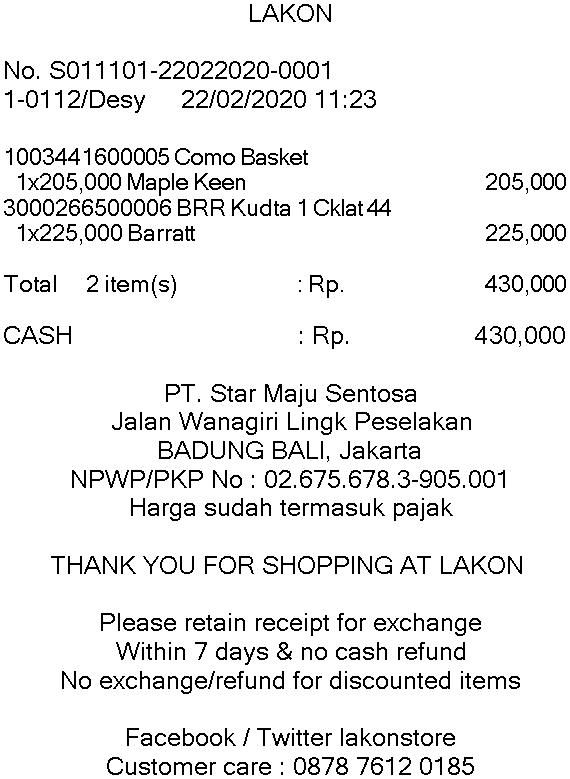 LAKON
No. S011101-22022020-0001
1-0112/Desy 22/02/2020 11:23
1003441600005 Como Basket
1x205,000 Maple Keen 205,000
3000266500006 BRR Kudta 1 Cklat 44
1x225,000 Barratt 225,000
Total 2 item(s) : Rp. 430,000
CASH : Rp. 430,000
PT. Star Maju Sentosa
Jalan Wanagiri Lingk Peselakan
BADUNG BALI, Jakarta
NPWP/PKP No : 02.675.678.3-905.001
Harga sudah termasuk pajak
THANK YOU FOR SHOPPING AT LAKON
Please retain receipt for exchange
Within 7 days & no cash refund
No exchange/refund for discounted items
Facebook / Twitter lakonstore
Customer care : 0878 7612 0185